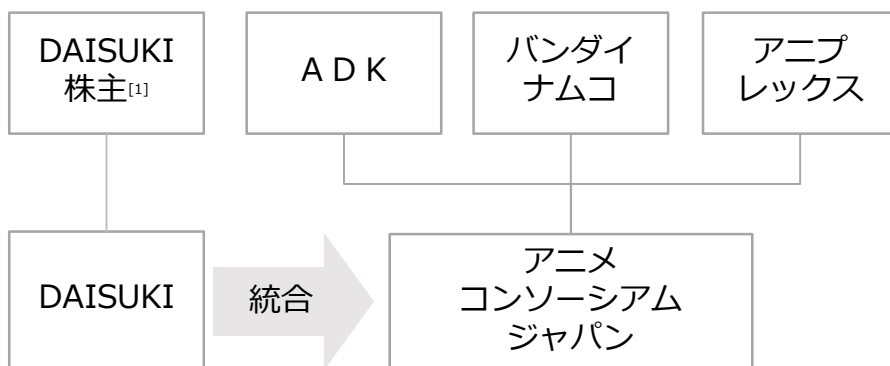 DAISUKI
株主[1]
ＡＤＫ
バンダイ
ナムコ
アニプ
レックス
DAISUKI
統合
アニメ
コンソーシアム
ジャパン